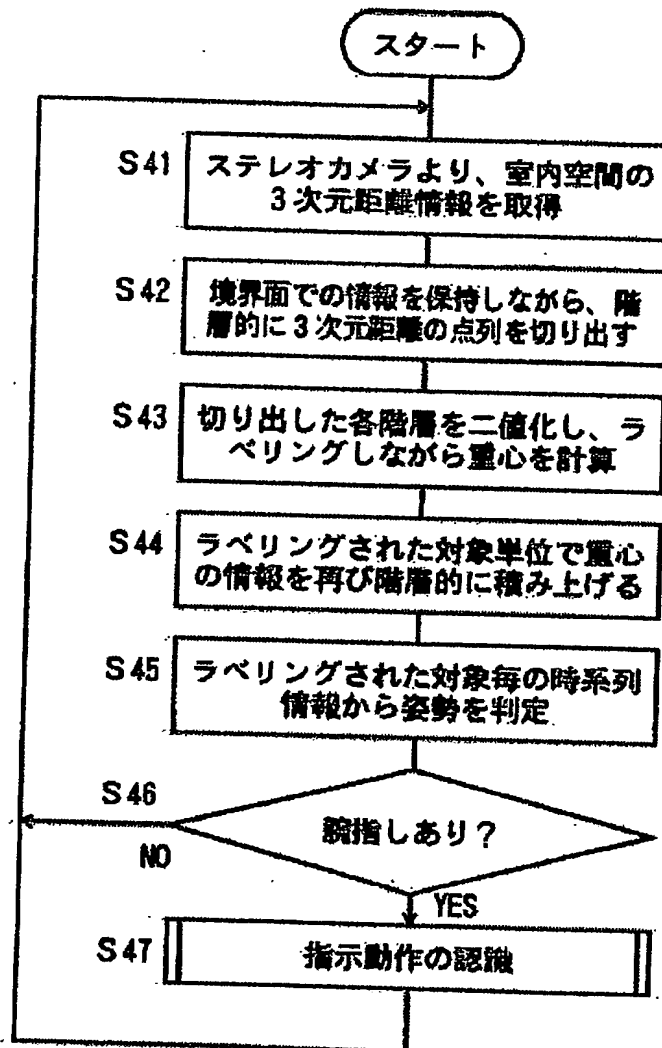 スタート
S41
ステレオカメラより、室内空間の
3次元距離情報を取得
S42
境界面での情報を保持しながら、階
層的に3次元距離の点列を切り出す
S43
切り出した各階層を二値化し、ラ
ベリングしながら重心を計算
S44
ラベリングされた対象単位で重心
の情報を再び階層的に積み上げる
S45
ラベリングされた対象毎の時系列
情報から姿勢を判定
S46
腕指しあり?
NO
YES
S47
指示動作の認識